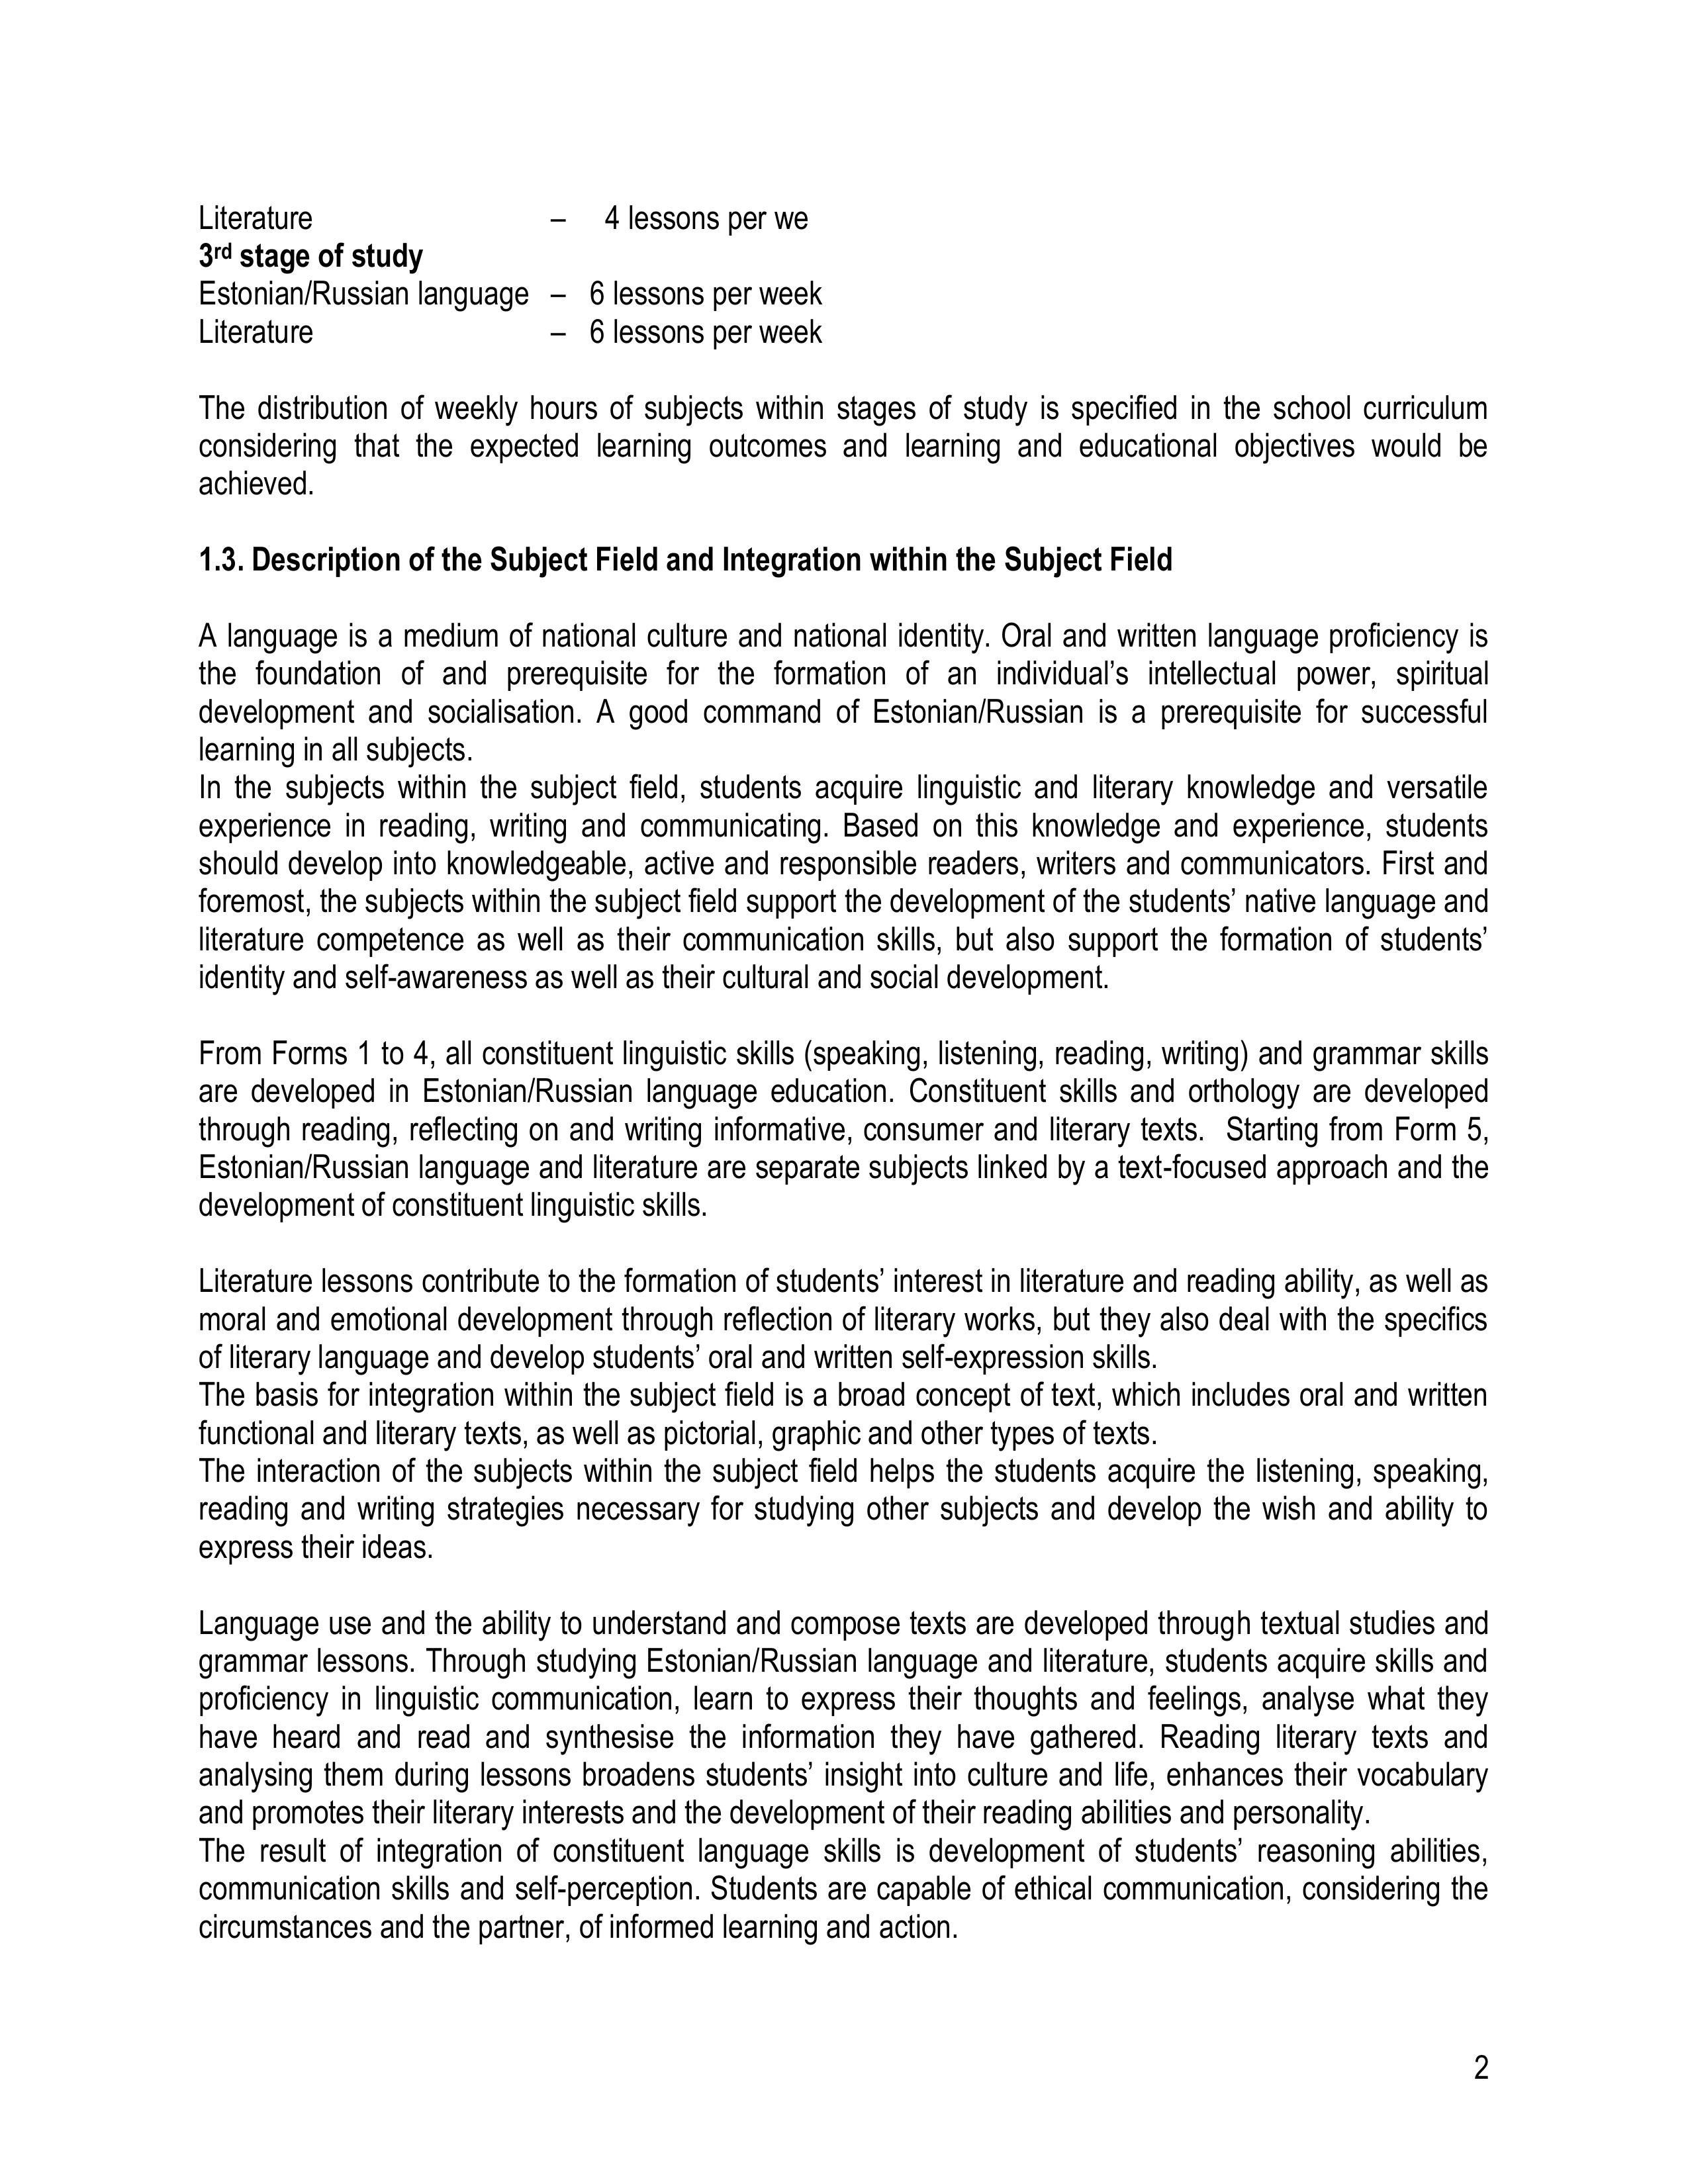 Literature – 4 lessons per we
3rd stage of study
Estonian/Russian language – 6 lessons per week
Literature – 6 lessons per week
The distribution of weekly hours of subjects within stages of study is specified in the school curriculum
considering that the expected learning outcomes and learning and educational objectives would be
achieved.
1.3. Description of the Subject Field and Integration within the Subject Field
A language is a medium of national culture and national identity. Oral and written language proficiency is
the foundation of and prerequisite for the formation of an individual’s intellectual power, spiritual
development and socialisation. A good command of Estonian/Russian is a prerequisite for successful
learning in all subjects.
In the subjects within the subject field, students acquire linguistic and literary knowledge and versatile
experience in reading, writing and communicating. Based on this knowledge and experience, students
should develop into knowledgeable, active and responsible readers, writers and communicators. First and
foremost, the subjects within the subject field support the development of the students’ native language and
literature competence as well as their communication skills, but also support the formation of students’
identity and self-awareness as well as their cultural and social development.
From Forms 1 to 4, all constituent linguistic skills (speaking, listening, reading, writing) and grammar skills
are developed in Estonian/Russian language education. Constituent skills and orthology are developed
through reading, reflecting on and writing informative, consumer and literary texts. Starting from Form 5,
Estonian/Russian language and literature are separate subjects linked by a text-focused approach and the
development of constituent linguistic skills.
Literature lessons contribute to the formation of students’ interest in literature and reading ability, as well as
moral and emotional development through reflection of literary works, but they also deal with the specifics
of literary language and develop students’ oral and written self-expression skills.
The basis for integration within the subject field is a broad concept of text, which includes oral and written
functional and literary texts, as well as pictorial, graphic and other types of texts.
The interaction of the subjects within the subject field helps the students acquire the listening, speaking,
reading and writing strategies necessary for studying other subjects and develop the wish and ability to
express their ideas.
Language use and the ability to understand and compose texts are developed through textual studies and
grammar lessons. Through studying Estonian/Russian language and literature, students acquire skills and
proficiency in linguistic communication, learn to express their thoughts and feelings, analyse what they
have heard and read and synthesise the information they have gathered. Reading literary texts and
analysing them during lessons broadens students’ insight into culture and life, enhances their vocabulary
and promotes their literary interests and the development of their reading abilities and personality.
The result of integration of constituent language skills is development of students’ reasoning abilities,
communication skills and self-perception. Students are capable of ethical communication, considering the
circumstances and the partner, of informed learning and action.
2